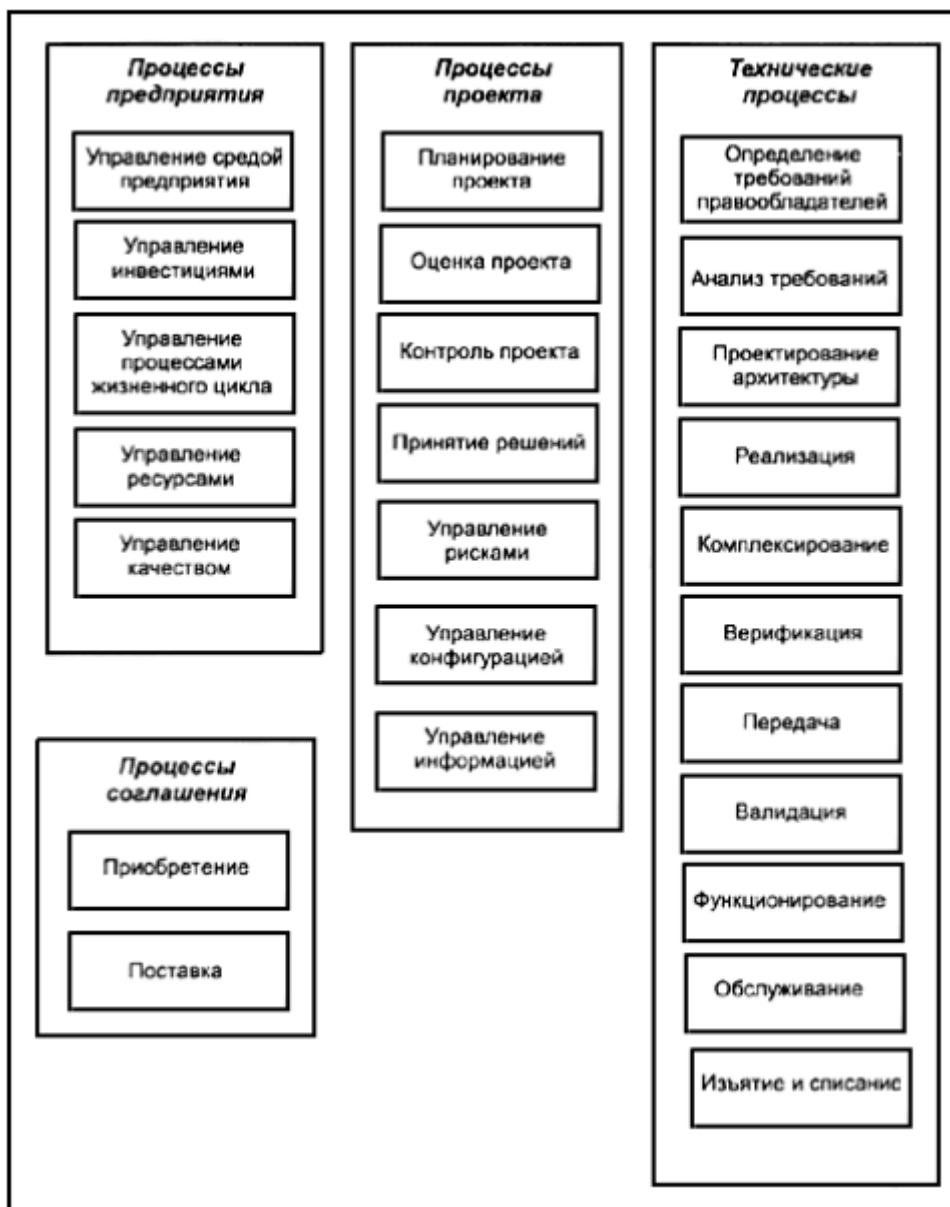 Процессы
предприятия
Управление средой
предприятия
Управление
инвестициями
Управление
процессами
жизненного цикла
Управление
ресурсами
Управление
качеством
Процессы
соглашения
Приобретение
Поставка
Процессы
проекта
Планирование
проекта
Оценка проекта
Контроль проекта
Принятие решений
Управление
рисками
Управление
конфигурацией
Управление
информацией
Технические
процессы
Определение
требований
правообладателей
Анализ требований
Проектирование
архитектуры
Реализация
Комплексирование
Верификация
Передача
Валидация
Функционирование
Обслуживание
Изъятие и списание